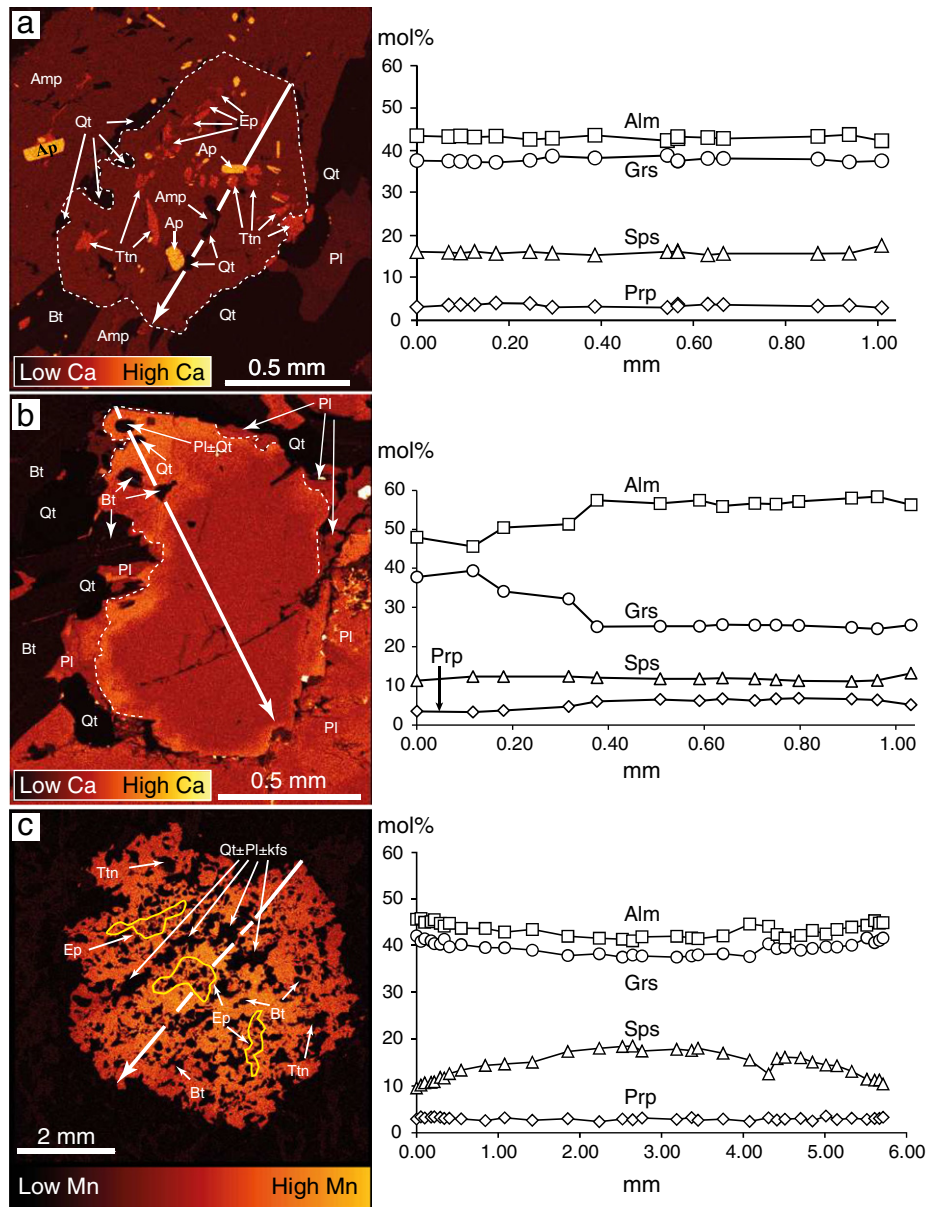 a
Amp
Qt
Ap
Ep
Ap
Amp
Ap
Ttn
Ttn
Qt
Qt
Pl
Bt
Amp
Qt
Low Ca High Ca
0.5 mm
mol%
60
50
40
30
20
10
0
Alm
Grs
Sps
Prp
0.00 0.20 0.40 0.60 0.80 1.00
mm
b
Pl
Pl±Qt
Qt
Qt
Bt
Bt
Qt
Pl
Qt
Bt
Pl
Pl
Qt
Pl
Low Ca High Ca
0.5 mm
mol%
60
50
40
30
20
10
0
Alm
Grs
Prp
Sps
0.00 0.20 0.40 0.60 0.80 1.00
mm
c
Qt±Pl±kfs
Ttn
Ep
Ep
Bt
Ttn
Bt
2 mm
Low Mn High Mn
mol%
60
50
40
30
20
10
0
Alm
Grs
Sps
Prp
0.00 1.00 2.00 3.00 4.00 5.00 6.00
mm